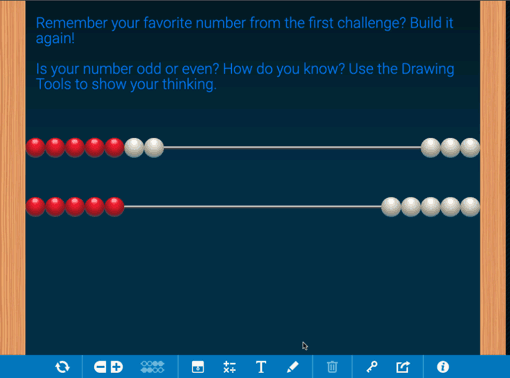 Remember your favorite number from the first challenge? Build it
again!
Is your number odd or even? How do you know? Use the Drawing
Tools to show your thinking.
T